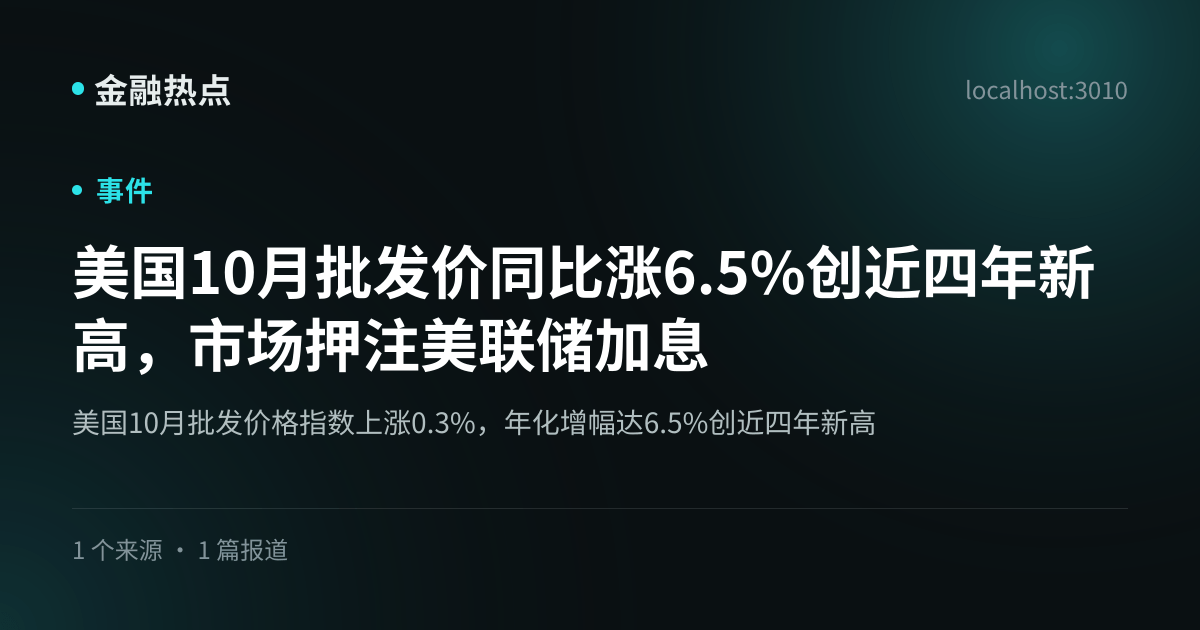 金融热点
localhost:3010
事件
美国10月批发价同比涨6.5%创近四年新
高，市场押注美联储加息
美国10月批发价格指数上涨0.3%，年化增幅达6.5%创近四年新高
1 个来源 · 1 篇报道